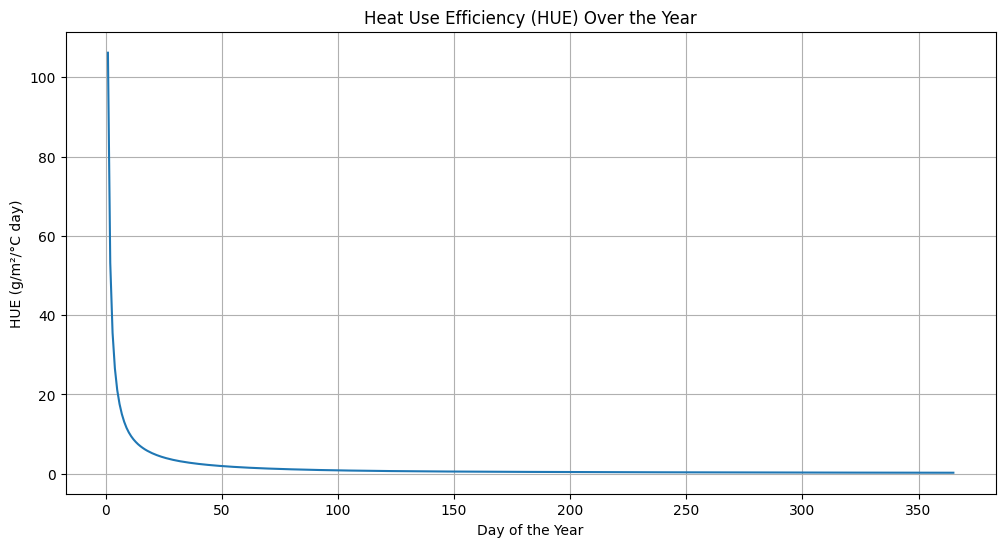 Heat Use Efficiency (HUE) Over the Year
HUE (g/m²/°C day)
100
80
60
40
20
0
0 50 100 150 200 250 300 350
Day of the Year